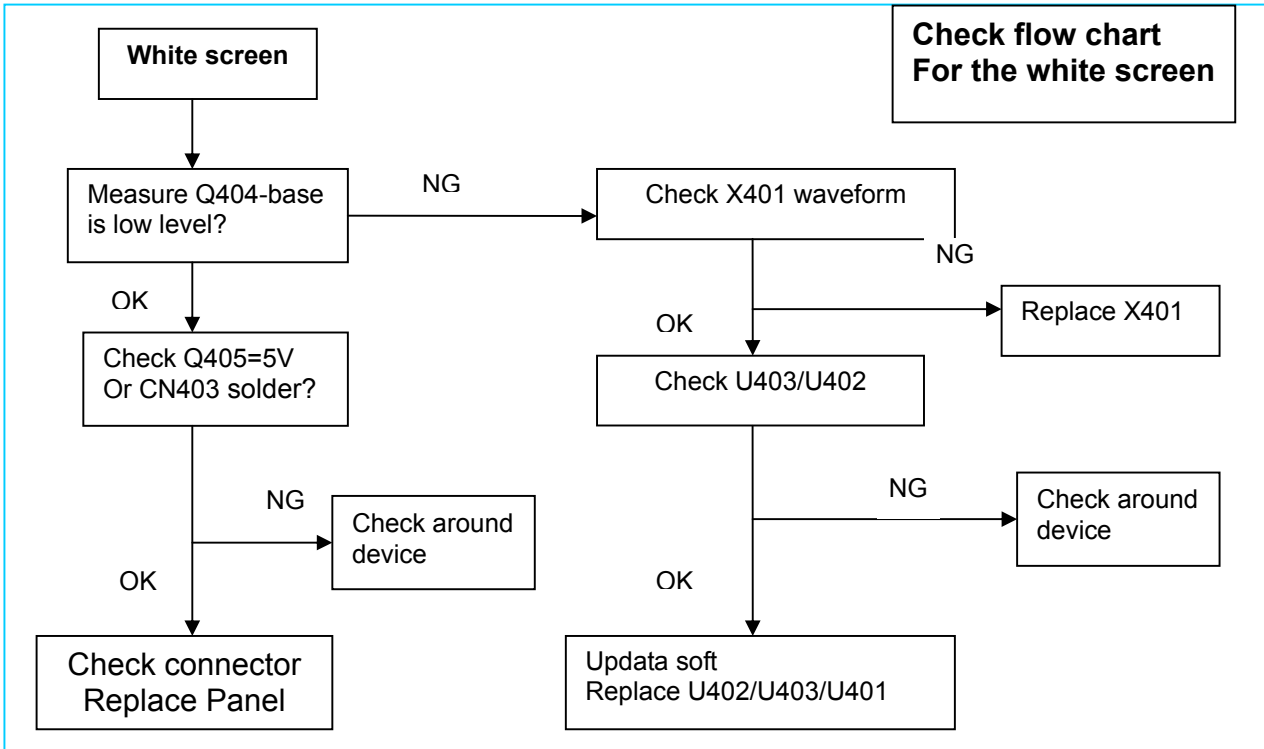 Check flow chart
For the white screen
White screen
Measure Q404-base
is low level?
NG
Check X401 waveform
NG
Replace X401
OK
OK
Check Q405=5V
Or CN403 solder?
Check U403/U402
NG
Check around
device
NG
Check around
device
OK
OK
Check connector
Replace Panel
Updata soft
Replace U402/U403/U401